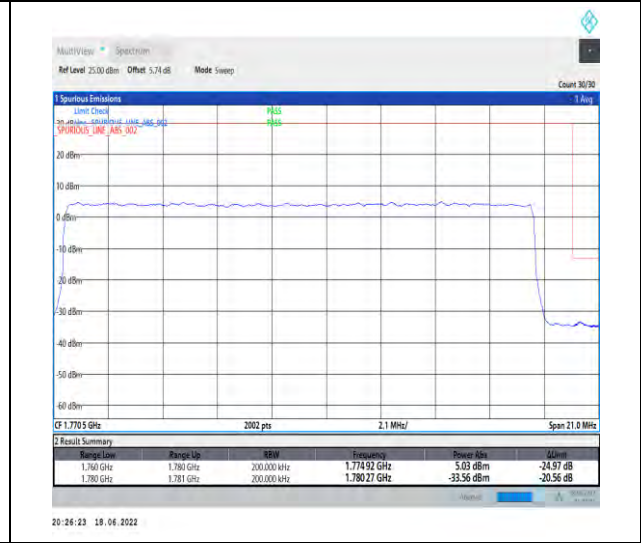 MultiView Spectrum
Ref Level 25.00 dBm Offset 5.74 dB Mode Sweep
Count 30/30
1 Spurious Emissions 1 Avg
Limit Check PASS
SPURIOUS_LINE_ABS_002 PASS
SPURIOUS_LINE_ABS_002
20 dBm
10 dBm
0 dBm
-10 dBm
-20 dBm
-30 dBm
-40 dBm
-50 dBm
-60 dBm
CF 1.7705 GHz 2002 pts 2.1 MHz/ Span 21.0 MHz
2 Result Summary
Range Low Range Up RBW Frequency Power Abs ΔLimit
1.760 GHz 1.780 GHz 200.000 kHz 1.774 92 GHz 5.03 dBm -24.97 dB
1.780 GHz 1.781 GHz 200.000 kHz 1.780 27 GHz -33.56 dBm -20.56 dB
20:26:23 18.06.2022